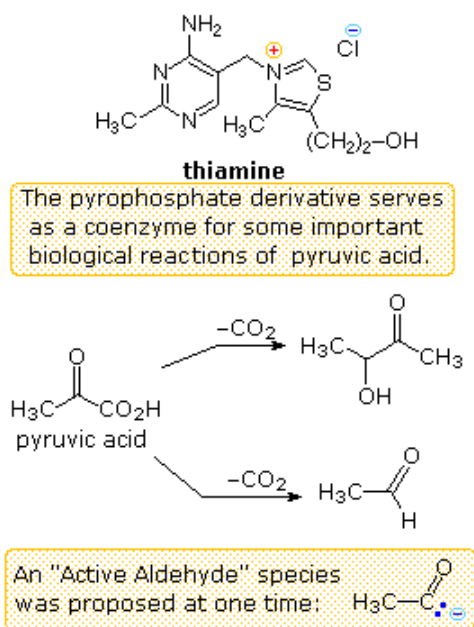 NH₂
⊕
Cl ⊖
N
N
S
H₃C
N
H₃C
(CH₂)₂–OH
thiamine
The pyrophosphate derivative serves
as a coenzyme for some important
biological reactions of pyruvic acid.
–CO₂
O
H₃C
CH₃
OH
O
H₃C
CO₂H
pyruvic acid
–CO₂
O
H₃C
H
An "Active Aldehyde" species
was proposed at one time:
O
H₃C–C
⊖